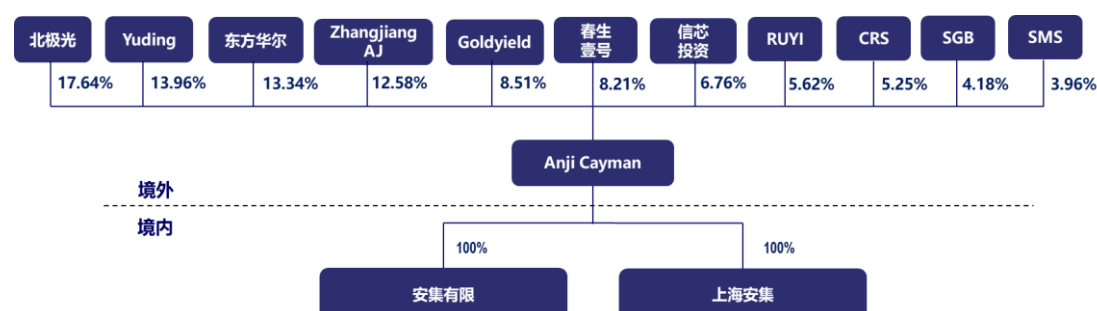 北极光
Yuding
东方华尔
Zhangjiang
AJ
Goldyield
春生
壹号
信芯
投资
RUYI
CRS
SGB
SMS
17.64%
13.96%
13.34%
12.58%
8.51%
8.21%
6.76%
5.62%
5.25%
4.18%
3.96%
Anji Cayman
境外
境内
100%
100%
安集有限
上海安集